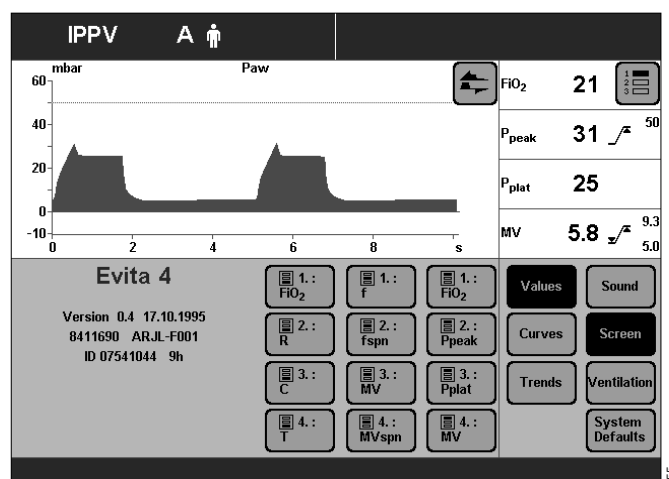 IPPV A
mbar Paw
60
40
20
0
-10
0 2 4 6 8 s
FiO2 21
1
2
3
Ppeak 31 50
Pplat 25
MV 5.8 9.3
5.0
Evita 4
Version 0.4 17.10.1995
8411690 ARJL-F001
ID 07541044 9h
1.:
FiO2
1.:
f
1.:
FiO2
2.:
R
2.:
fspn
2.:
Ppeak
3.:
C
3.:
MV
3.:
Pplat
4.:
T
4.:
MVspn
4.:
MV
Values
Sound
Curves
Screen
Trends
Ventilation
System
Defaults